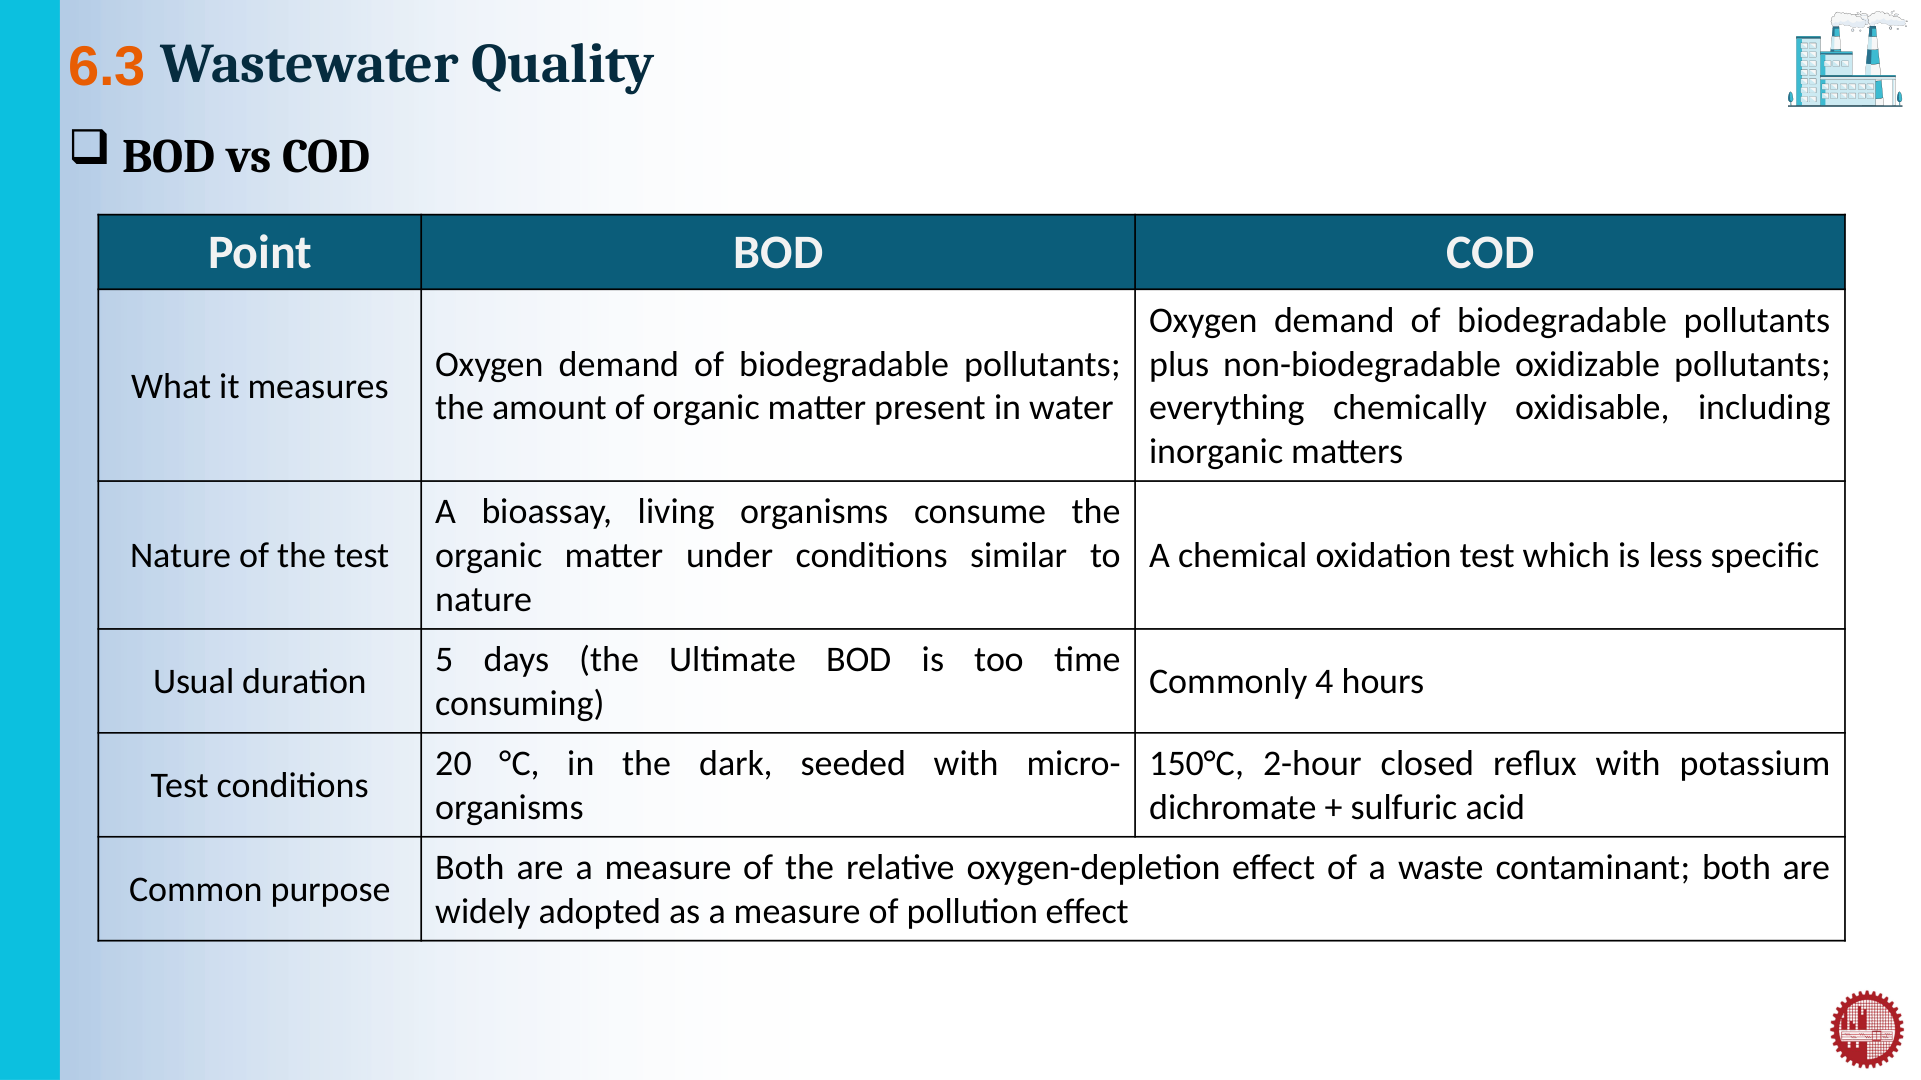 6.3 Wastewater Quality
BOD vs COD
Point BOD COD
What it measures
Oxygen demand of biodegradable pollutants;
the amount of organic matter present in water
Oxygen demand of biodegradable pollutants
plus non-biodegradable oxidizable pollutants;
everything chemically oxidisable, including
inorganic matters
Nature of the test
A bioassay, living organisms consume the
organic matter under conditions similar to
nature
A chemical oxidation test which is less specific
Usual duration
5 days (the Ultimate BOD is too time
consuming)
Commonly 4 hours
Test conditions
20 °C, in the dark, seeded with micro-
organisms
150°C, 2-hour closed reflux with potassium
dichromate + sulfuric acid
Common purpose
Both are a measure of the relative oxygen-depletion effect of a waste contaminant; both are
widely adopted as a measure of pollution effect